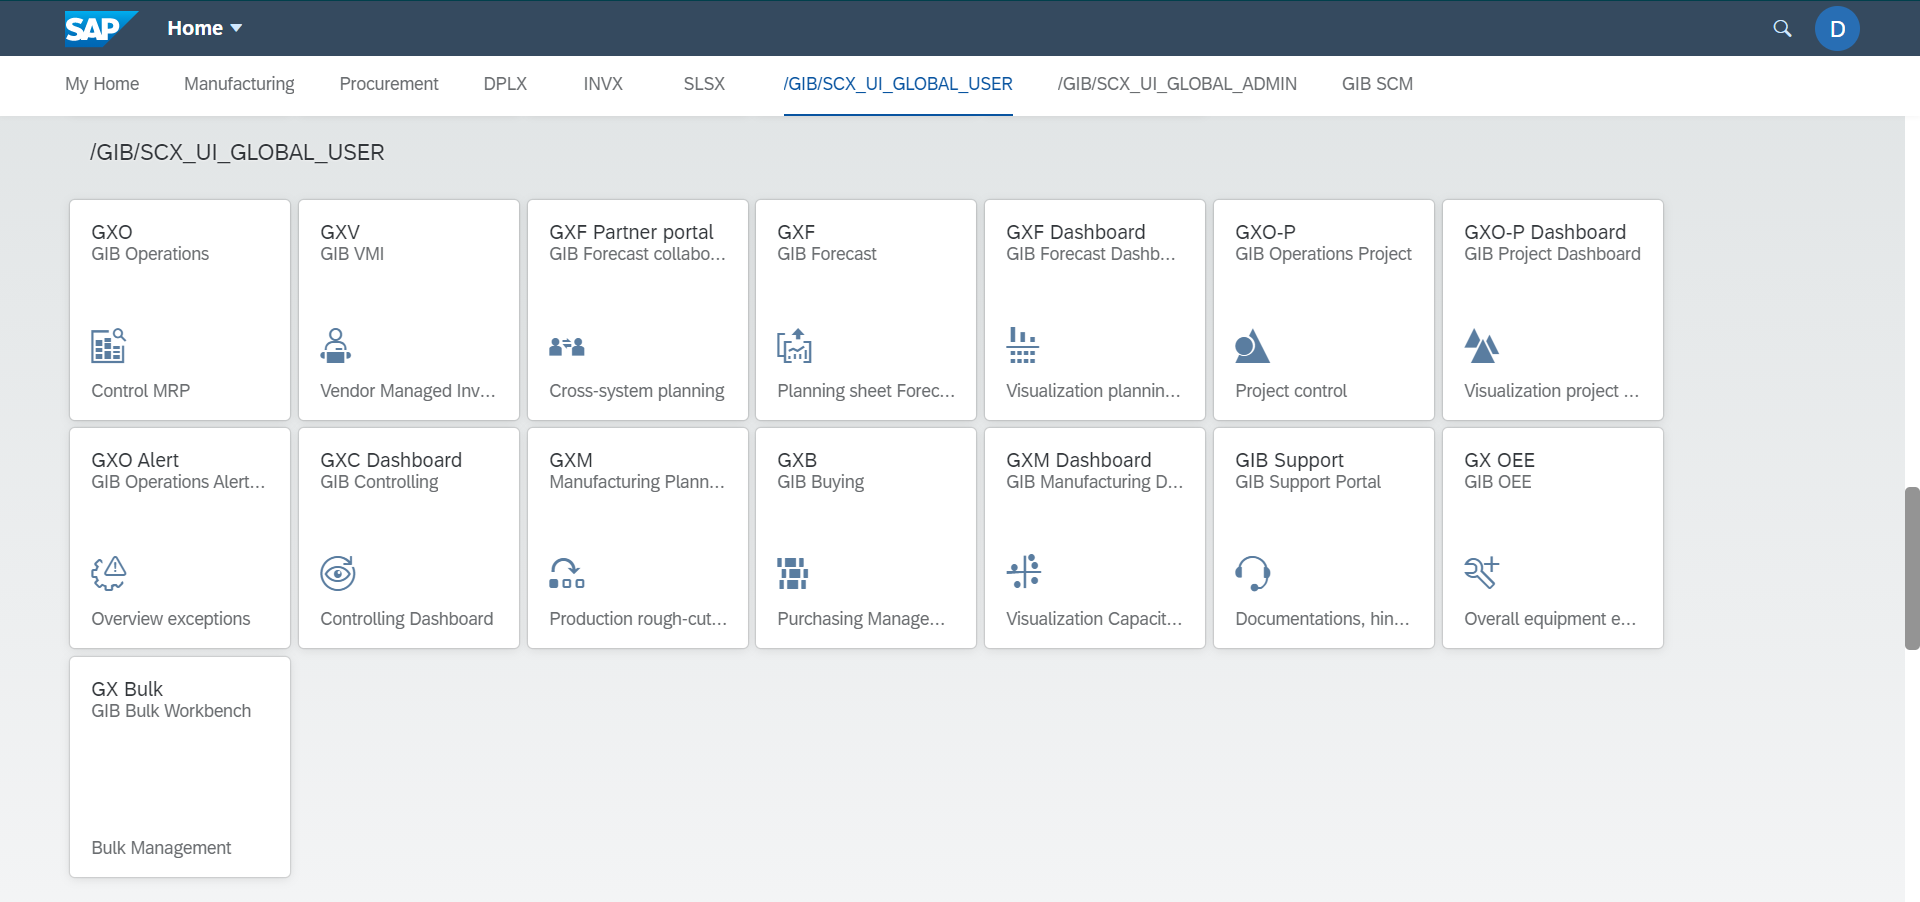 SAP Home
D
My Home Manufacturing Procurement DPLX INVX SLSX /GIB/SCX_UI_GLOBAL_USER /GIB/SCX_UI_GLOBAL_ADMIN GIB SCM
/GIB/SCX_UI_GLOBAL_USER
GXO
GIB Operations
Control MRP
GXV
GIB VMI
Vendor Managed Inv...
GXF Partner portal
GIB Forecast collabo...
Cross-system planning
GXF
GIB Forecast
Planning sheet Forec...
GXF Dashboard
GIB Forecast Dashb...
Visualization plannin...
GXO-P
GIB Operations Project
Project control
GXO-P Dashboard
GIB Project Dashboard
Visualization project ...
GXO Alert
GIB Operations Alert...
Overview exceptions
GXC Dashboard
GIB Controlling
Controlling Dashboard
GXM
Manufacturing Plann...
Production rough-cut...
GXB
GIB Buying
Purchasing Manage...
GXM Dashboard
GIB Manufacturing D...
Visualization Capacit...
GIB Support
GIB Support Portal
Documentations, hin...
GX OEE
GIB OEE
Overall equipment e...
GX Bulk
GIB Bulk Workbench
Bulk Management